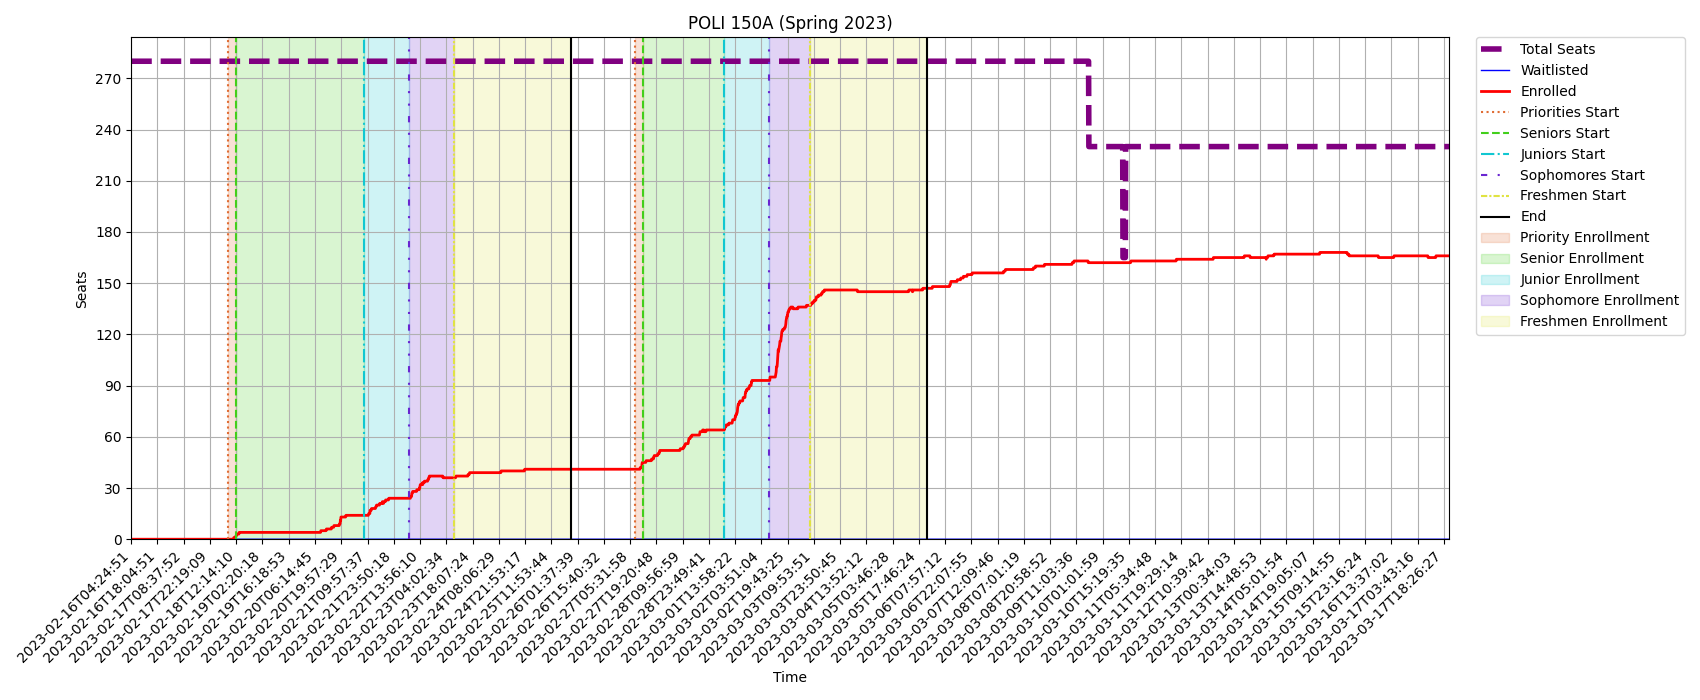 POLI 150A (Spring 2023)
Seats
270
240
210
180
150
120
90
60
30
0
2023-02-16T04:24:51
2023-02-16T18:04:51
2023-02-17T08:37:52
2023-02-17T22:19:09
2023-02-18T12:14:10
2023-02-19T02:20:18
2023-02-19T16:18:53
2023-02-20T06:14:45
2023-02-20T19:57:29
2023-02-21T09:57:37
2023-02-21T23:50:18
2023-02-22T13:56:10
2023-02-23T04:02:34
2023-02-23T18:07:24
2023-02-24T08:06:29
2023-02-24T21:53:17
2023-02-25T11:53:44
2023-02-26T01:37:39
2023-02-26T15:40:32
2023-02-27T05:31:58
2023-02-27T19:20:48
2023-02-28T09:56:59
2023-02-28T23:49:41
2023-03-01T13:58:22
2023-03-02T03:51:04
2023-03-02T19:43:25
2023-03-03T09:53:51
2023-03-03T23:50:45
2023-03-04T13:52:12
2023-03-05T03:46:28
2023-03-05T17:46:24
2023-03-06T07:57:12
2023-03-06T22:07:55
2023-03-07T12:09:46
2023-03-08T07:01:19
2023-03-08T20:58:52
2023-03-09T11:03:36
2023-03-10T01:01:59
2023-03-10T15:19:35
2023-03-11T05:34:48
2023-03-11T19:29:14
2023-03-12T10:39:42
2023-03-13T00:34:03
2023-03-13T14:48:53
2023-03-14T05:01:54
2023-03-14T19:05:07
2023-03-15T09:14:55
2023-03-15T23:16:24
2023-03-16T13:37:02
2023-03-17T03:43:16
2023-03-17T18:26:27
Time
Total Seats
Waitlisted
Enrolled
Priorities Start
Seniors Start
Juniors Start
Sophomores Start
Freshmen Start
End
Priority Enrollment
Senior Enrollment
Junior Enrollment
Sophomore Enrollment
Freshmen Enrollment